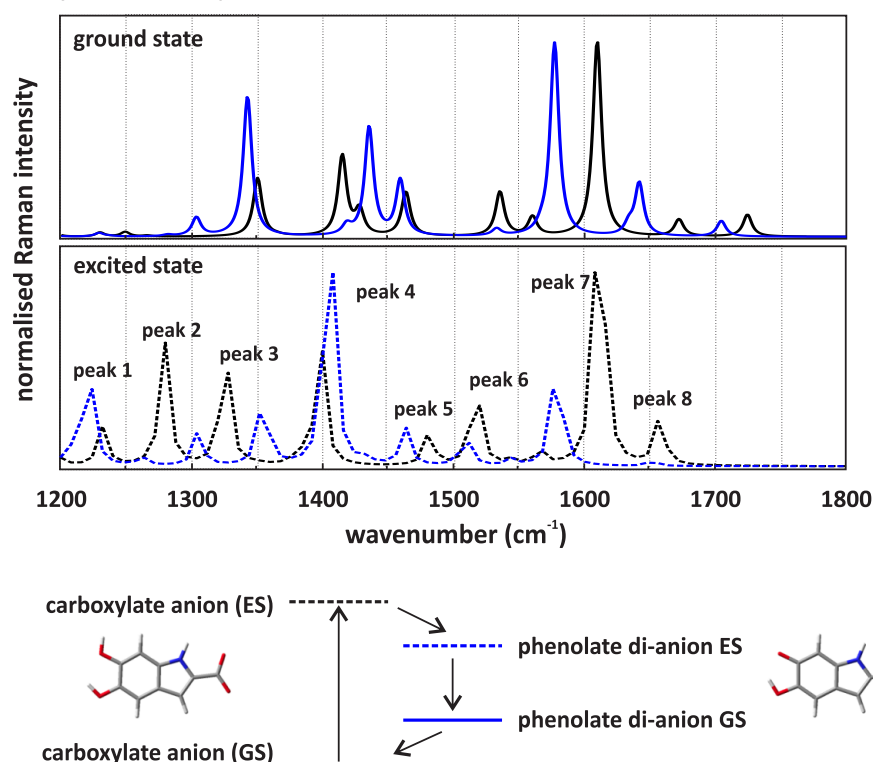 ground state
excited state
peak 1
peak 2
peak 3
peak 4
peak 5
peak 6
peak 7
peak 8
normalised Raman intensity
1200 1300 1400 1500 1600 1700 1800
wavenumber (cm⁻¹)
carboxylate anion (ES)
phenolate di-anion ES
phenolate di-anion GS
carboxylate anion (GS)